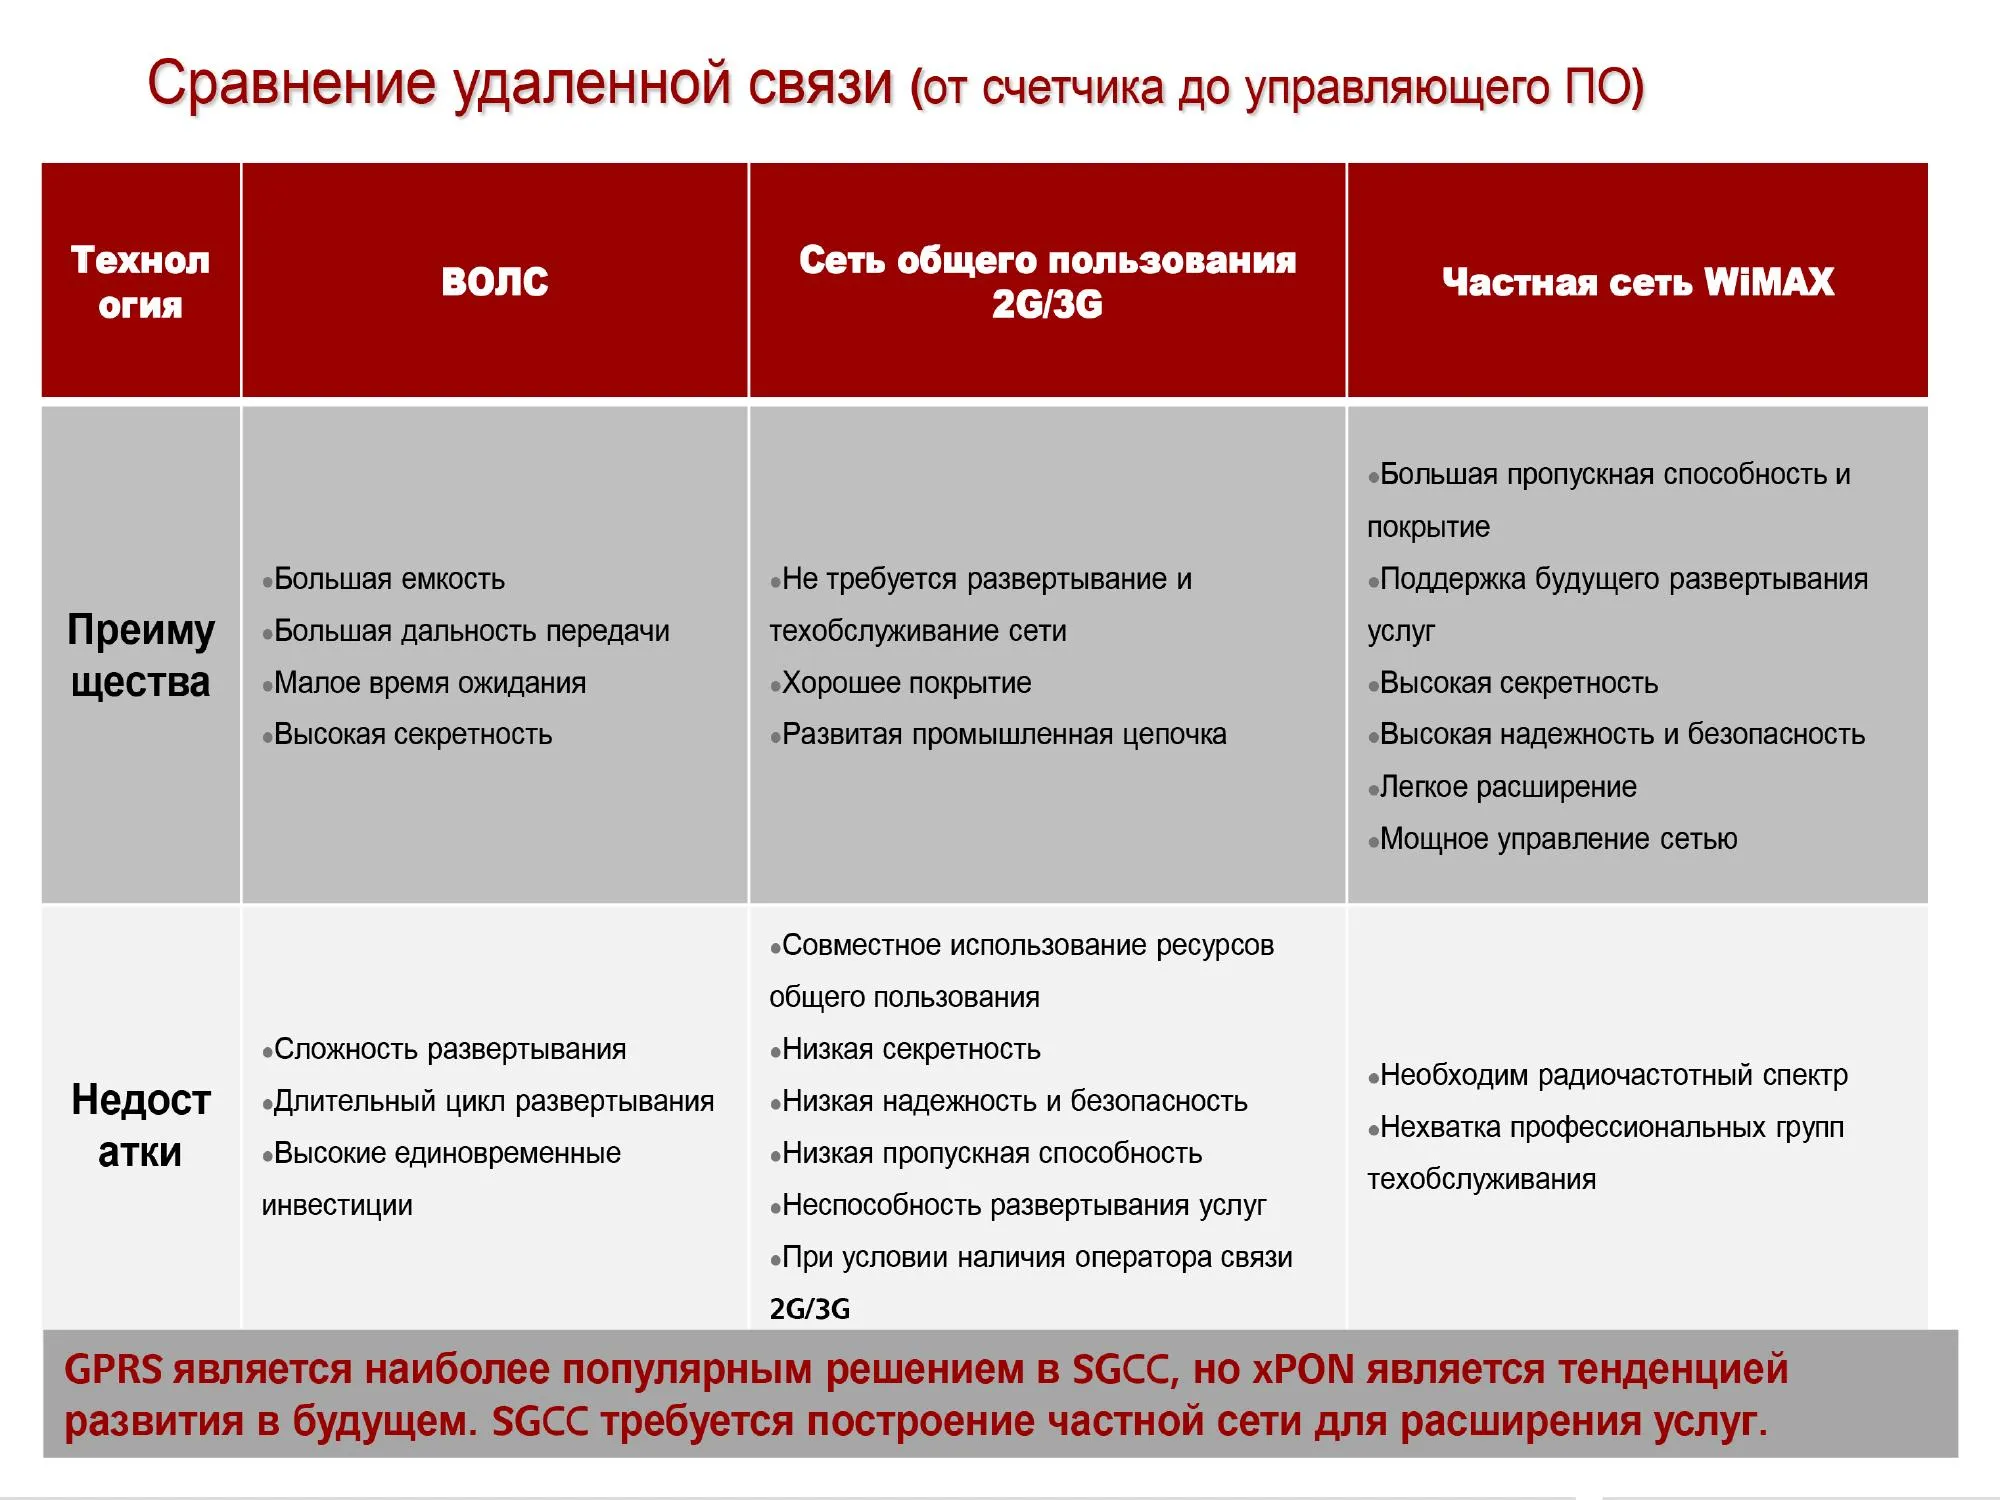 Сравнение удаленной связи (от счетчика до управляющего ПО)
Технол
огия
ВОЛС
Сеть общего пользования
2G/3G
Частная сеть WiMAX
Преиму
щества
●Большая емкость
●Большая дальность передачи
●Малое время ожидания
●Высокая секретность
●Не требуется развертывание и
техобслуживание сети
●Хорошее покрытие
●Развитая промышленная цепочка
●Большая пропускная способность и
покрытие
●Поддержка будущего развертывания
услуг
●Высокая секретность
●Высокая надежность и безопасность
●Легкое расширение
●Мощное управление сетью
Недост
атки
●Сложность развертывания
●Длительный цикл развертывания
●Высокие единовременные
инвестиции
●Совместное использование ресурсов
общего пользования
●Низкая секретность
●Низкая надежность и безопасность
●Низкая пропускная способность
●Неспособность развертывания услуг
●При условии наличия оператора связи
2G/3G
●Необходим радиочастотный спектр
●Нехватка профессиональных групп
техобслуживания
GPRS является наиболее популярным решением в SGCC, но xPON является тенденцией
развития в будущем. SGCC требуется построение частной сети для расширения услуг.